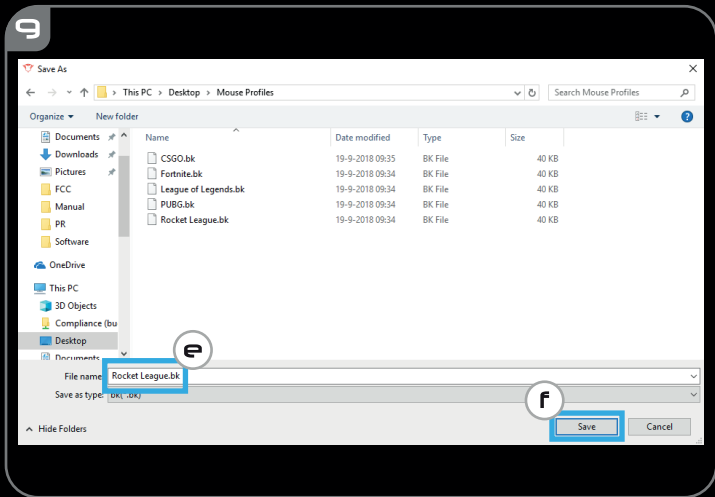 9
Save As
This PC > Desktop > Mouse Profiles
Search Mouse Profiles
Organize
New folder
Name Date modified Type Size
Documents
Downloads
Pictures
FCC
Manual
PR
Software
OneDrive
This PC
3D Objects
Compliance (bu
Desktop
Documents
CSGO.bk 19-9-2018 09:35 BK File 40 KB
Fortnite.bk 19-9-2018 09:34 BK File 40 KB
League of Legends.bk 19-9-2018 09:34 BK File 40 KB
PUBG.bk 19-9-2018 09:34 BK File 40 KB
Rocket League.bk 19-9-2018 09:34 BK File 40 KB
e
File name: Rocket League.bk
Save as type: bk(*.bk)
f
Hide Folders
Save
Cancel